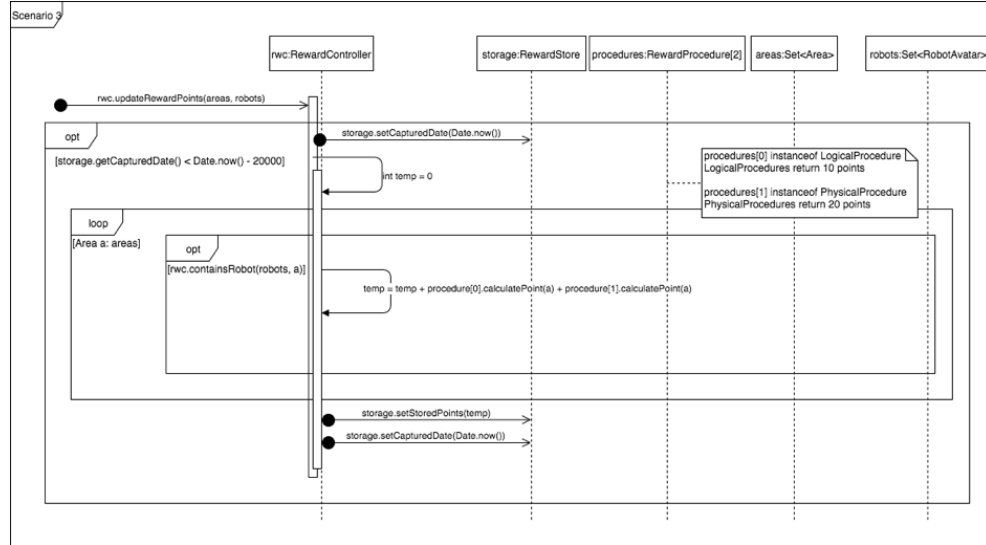 Scenario 3
rwc:RewardController
storage:RewardStore
procedures:RewardProcedure[2]
areas:Set<Area>
robots:Set<RobotAvatar>
rwc.updateRewardPoints(areas, robots)
opt
storage.setCapturedDate(Date.now())
[storage.getCapturedDate() < Date.now() - 20000]
int temp = 0
procedures[0] instanceof LogicalProcedure
LogicalProcedures return 10 points
procedures[1] instanceof PhysicalProcedure
PhysicalProcedures return 20 points
loop
[Area a: areas]
opt
[rwc.containsRobot(robots, a)]
temp = temp + procedure[0].calculatePoint(a) + procedure[1].calculatePoint(a)
storage.setStoredPoints(temp)
storage.setCapturedDate(Date.now())